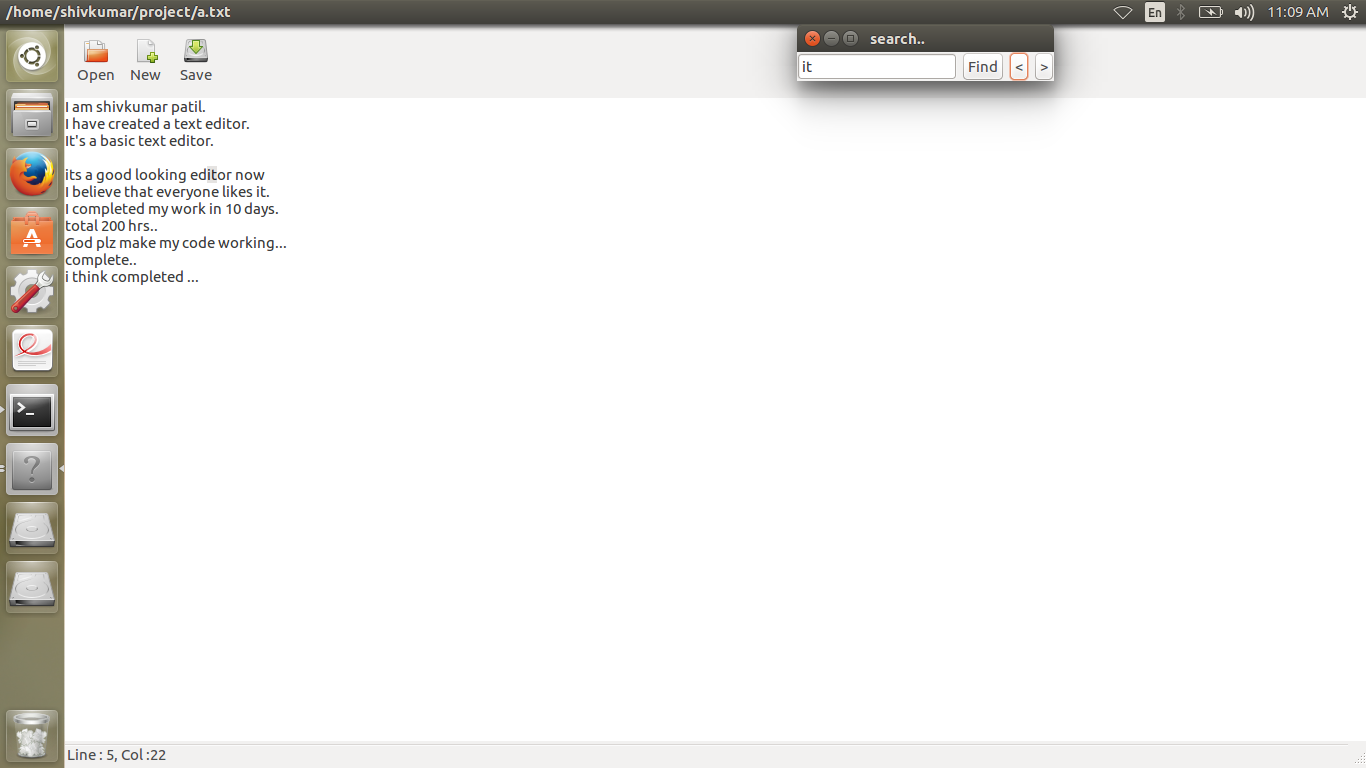 /home/shivkumar/project/a.txt
En
11:09 AM
search..
it
Find
<
>
Open
New
Save
I am shivkumar patil.
I have created a text editor.
It's a basic text editor.
its a good looking editor now
I believe that everyone likes it.
I completed my work in 10 days.
total 200 hrs..
God plz make my code working...
complete..
i think completed ...
Line : 5, Col :22